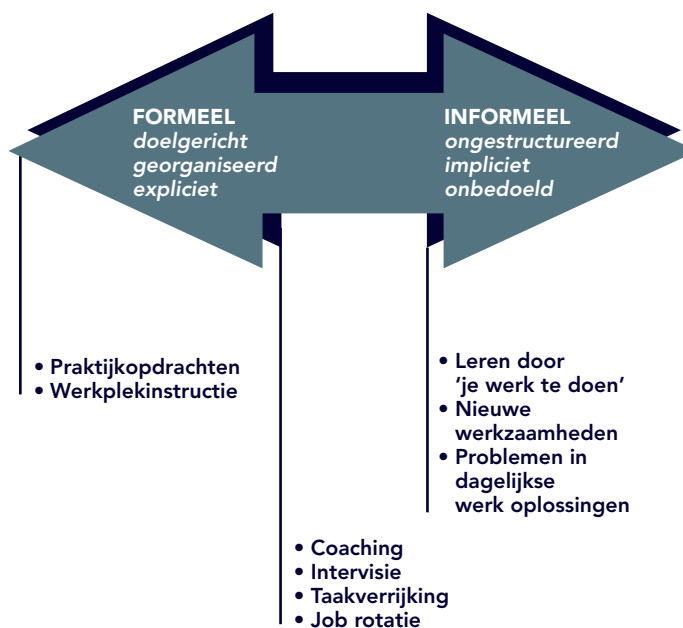 FORMEEL
doelgericht
georganiseerd
expliciet
INFORMEEL
ongestructureerd
impliciet
onbedoeld
• Praktijkopdrachten
• Werkplekinstructie
• Leren door
'je werk te doen'
• Nieuwe
werkzaamheden
• Problemen in
dagelijkse
werk oplossingen
• Coaching
• Intervisie
• Taakverrijking
• Job rotatie